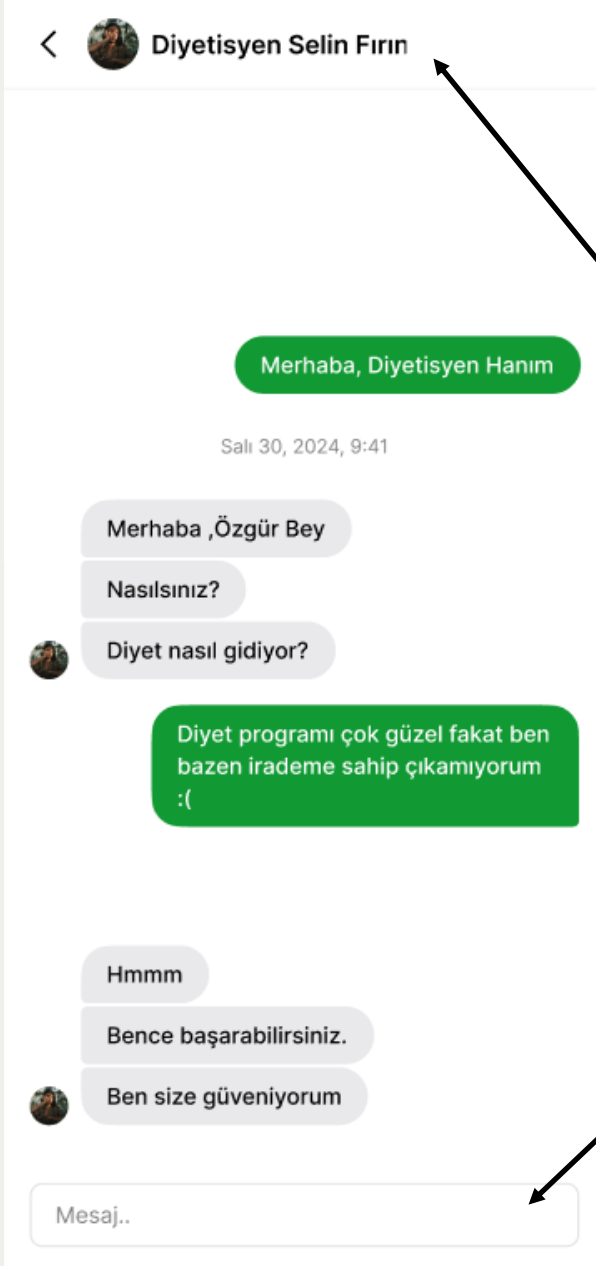 Diyetisyen Selin Fırın
Merhaba, Diyetisyen Hanım
Salı 30, 2024, 9:41
Merhaba ,Özgür Bey
Nasılsınız?
Diyet nasıl gidiyor?
Diyet programı çok güzel fakat ben
bazen irademe sahip çıkamıyorum
:(
Hmmm
Bence başarabilirsiniz.
Ben size güveniyorum
Mesaj..